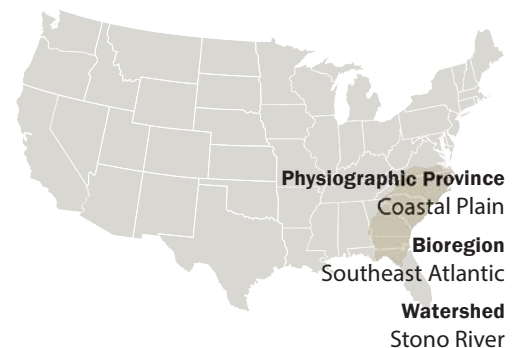 Physiographic Province
Coastal Plain
Bioregion
Southeast Atlantic
Watershed
Stono River